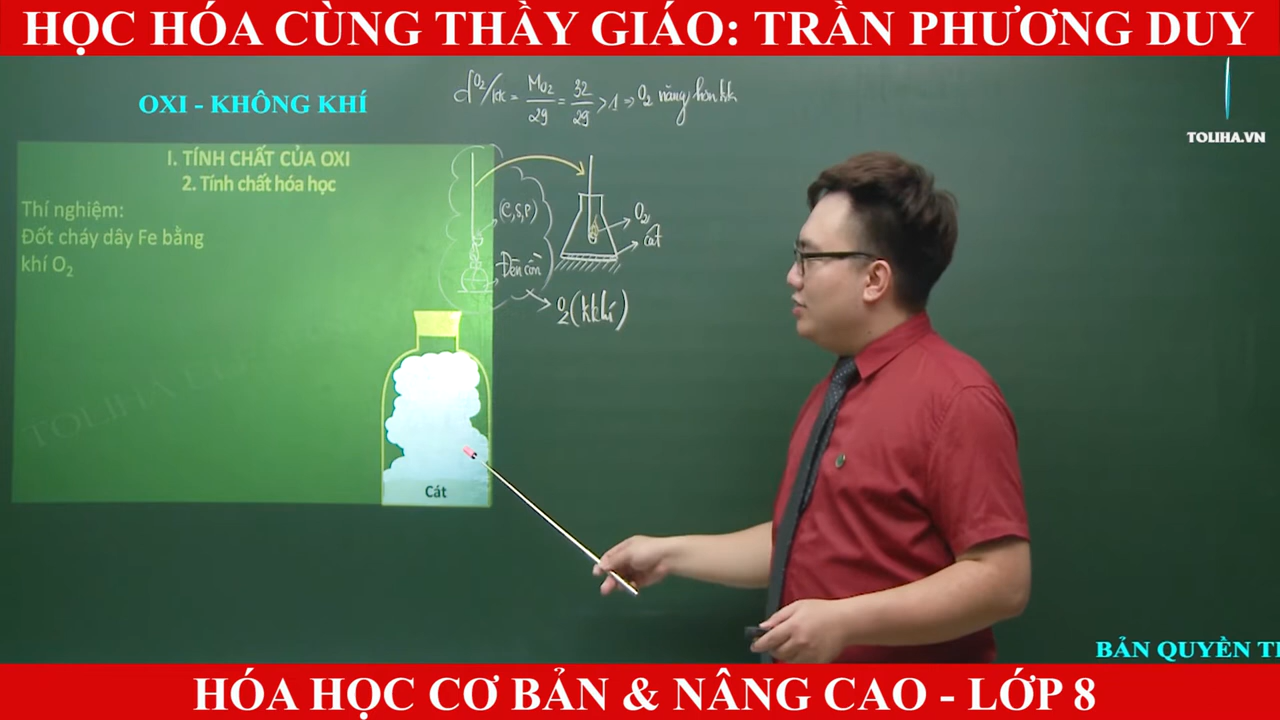 HỌC HÓA CÙNG THẦY GIÁO: TRẦN PHƯƠNG DUY
OXI - KHÔNG KHÍ
d O2/kk = MO2/29 = 32/29 > 1 => O2 nặng hơn kk
TOLIHA.VN
I. TÍNH CHẤT CỦA OXI
2. Tính chất hóa học
Thí nghiệm:
Đốt cháy dây Fe bằng
khí O2
(C,S,P)
O2
cát
Đèn cồn
O2 (kkhí)
Cát
BẢN QUYỀN
HÓA HỌC CƠ BẢN & NÂNG CAO - LỚP 8